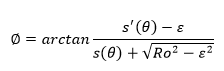 ∅ = arctan (s′(θ) − ε) / (s(θ) + √(Ro² − ε²))